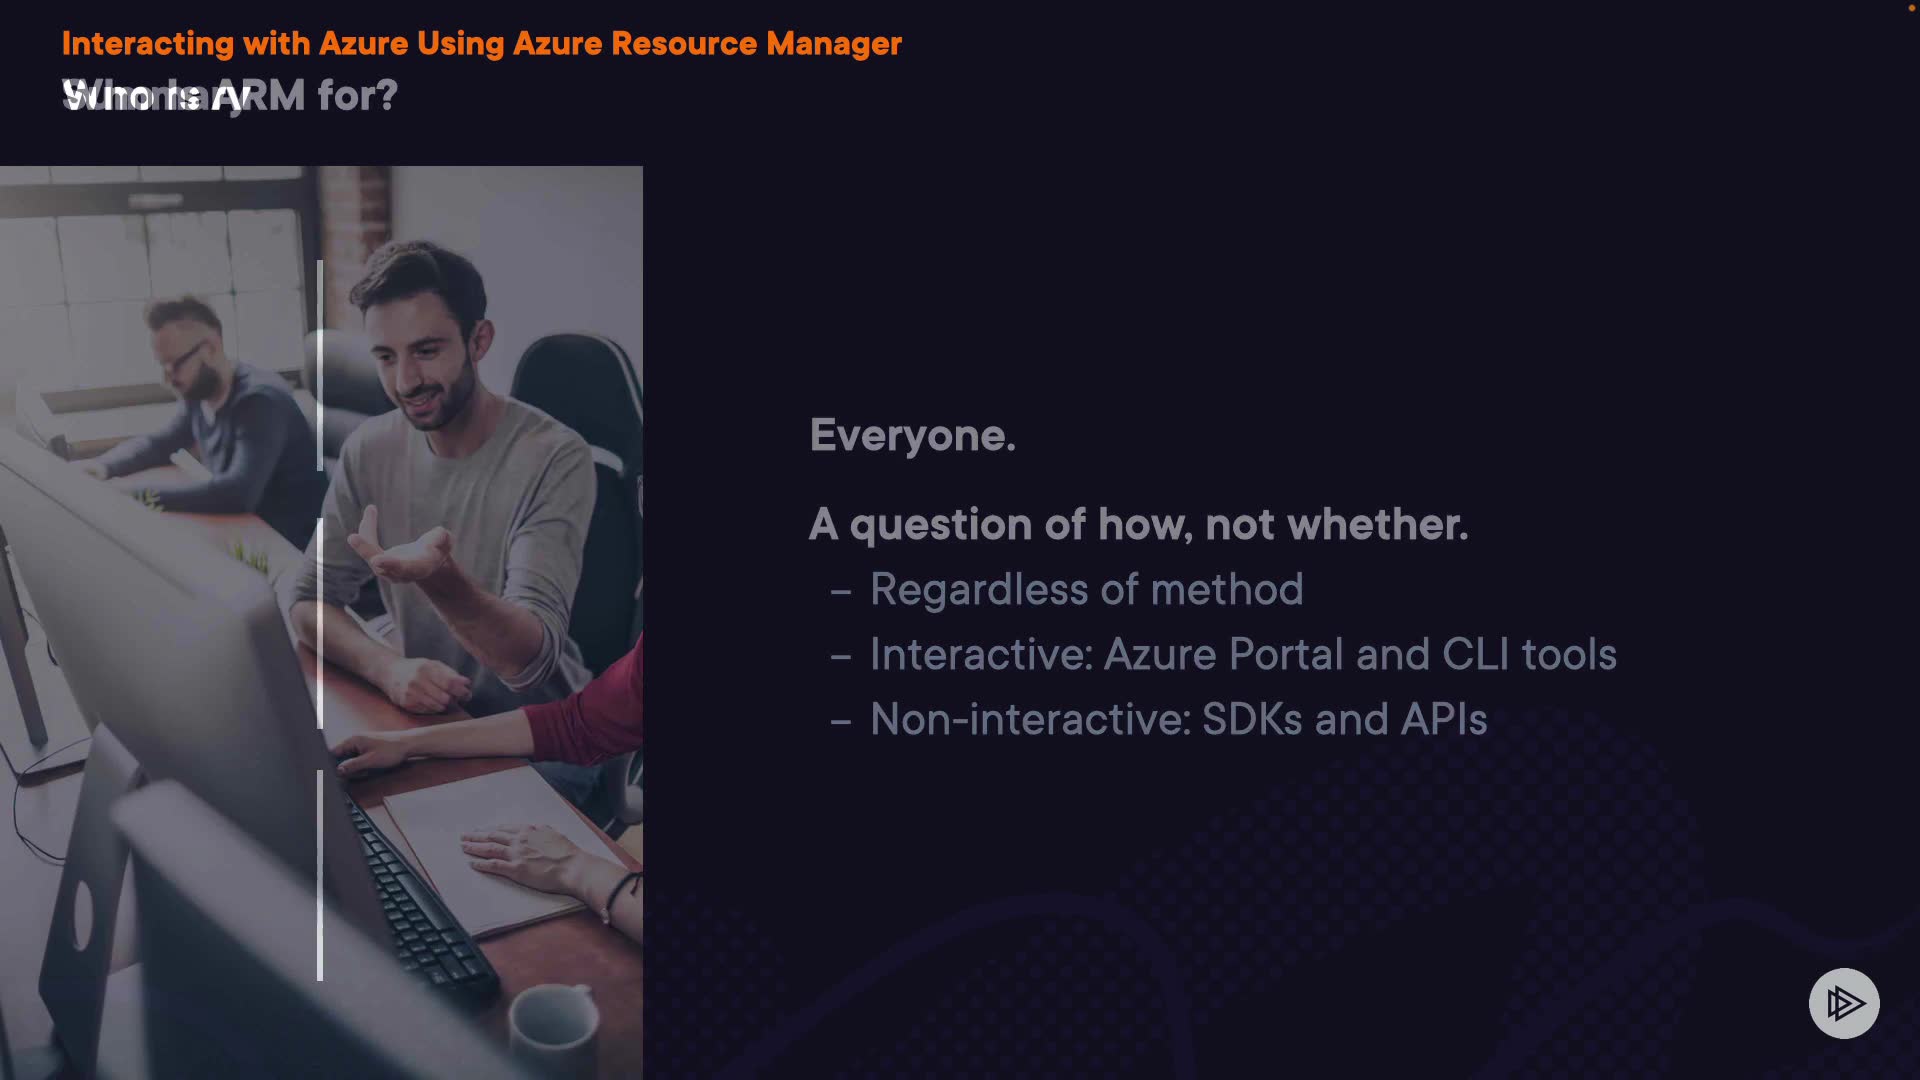 Interacting with Azure Using Azure Resource Manager
Who is ARM for?
Summary
Everyone.
A question of how, not whether.
– Regardless of method
– Interactive: Azure Portal and CLI tools
– Non-interactive: SDKs and APIs